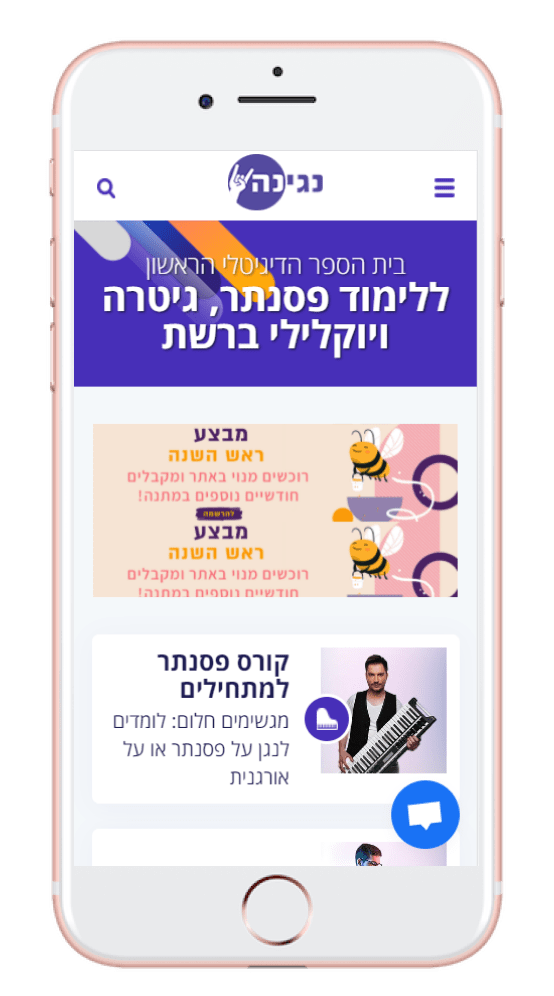 נגינה
בית הספר הדיגיטלי הראשון
ללימוד פסנתר, גיטרה
ויוקלילי ברשת
מבצע
ראש השנה
רוכשים מנוי באתר ומקבלים
חודשיים נוספים במתנה!
להרשמה
מבצע
ראש השנה
רוכשים מנוי באתר ומקבלים
חודשיים נוספים במתנה!
קורס פסנתר
למתחילים
מגשימים חלום: לומדים
לנגן על פסנתר או על
אורגנית